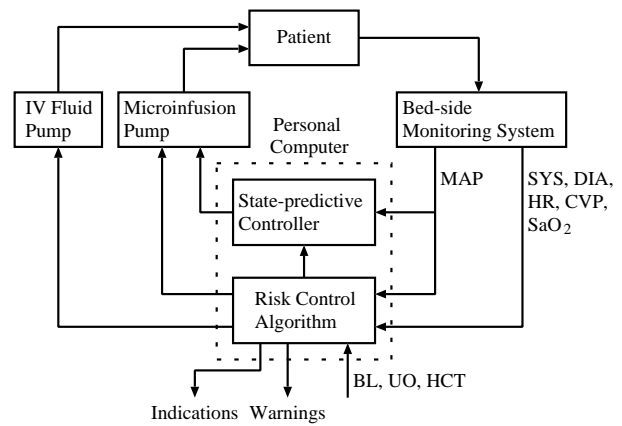 Patient
IV Fluid
Pump
Microinfusion
Pump
Bed-side
Monitoring System
Personal
Computer
MAP
SYS, DIA,
HR, CVP,
SaO2
State-predictive
Controller
Risk Control
Algorithm
BL, UO, HCT
Indications
Warnings